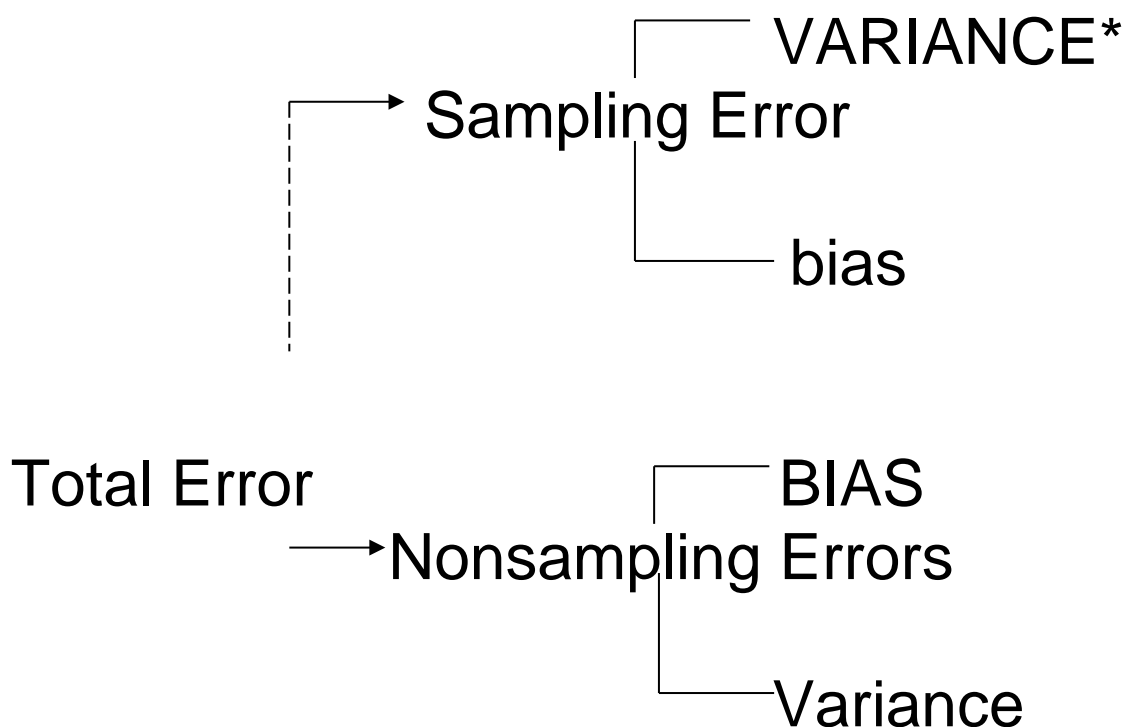 VARIANCE*
Sampling Error
bias
Total Error
BIAS
Nonsampling Errors
Variance